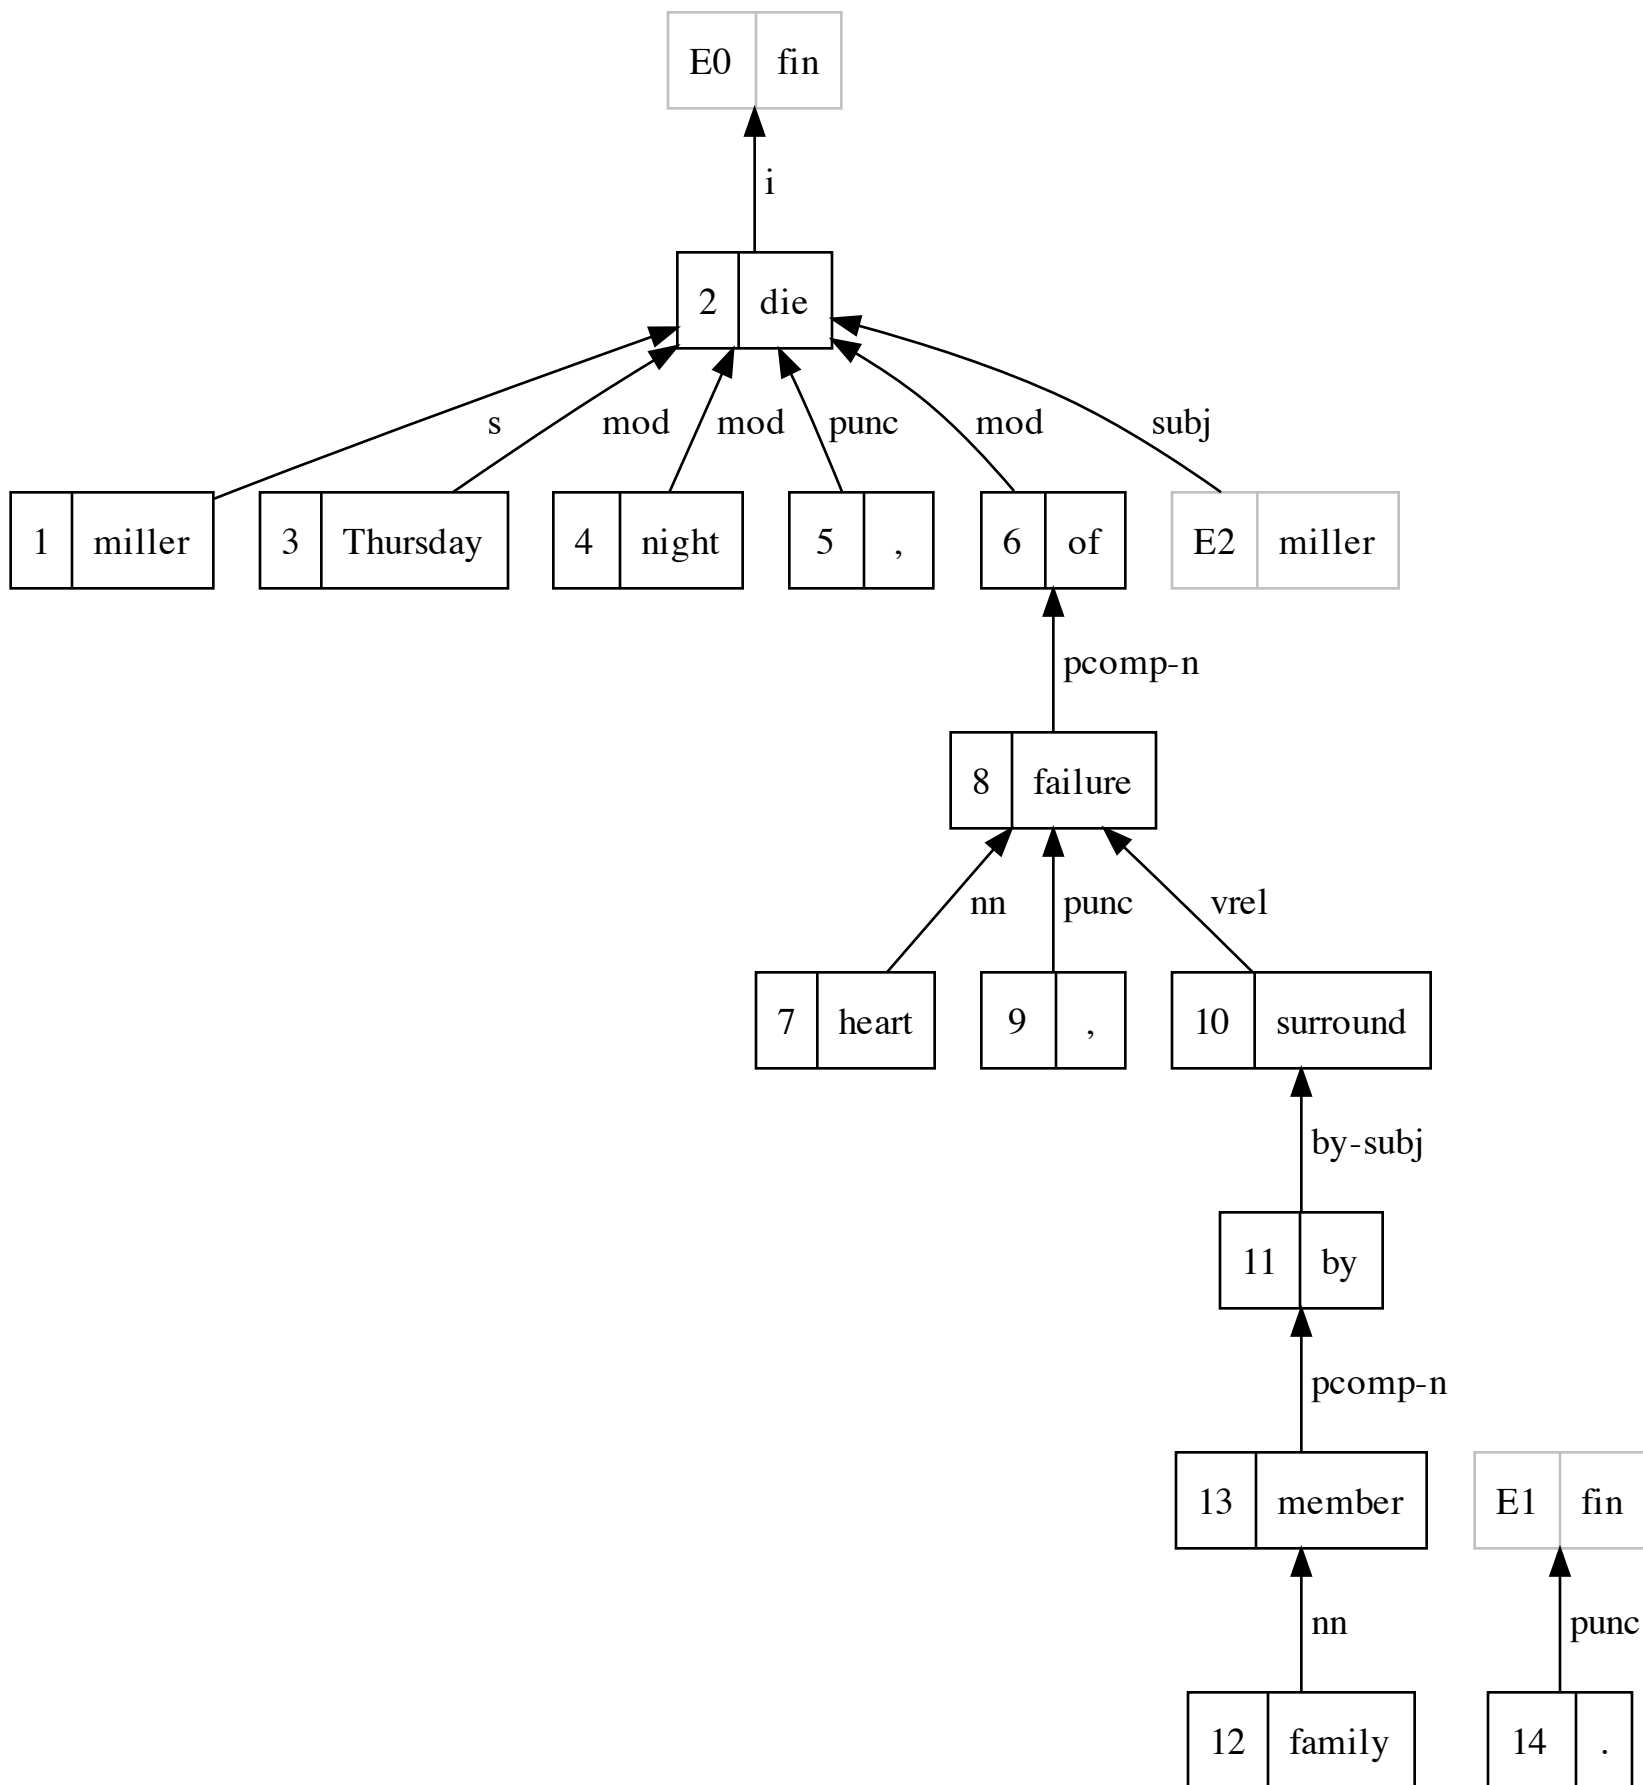 E0 fin
i
2 die
s mod mod punc mod subj
1 miller 3 Thursday 4 night 5 , 6 of E2 miller
pcomp-n
8 failure
nn punc vrel
7 heart 9 , 10 surround
by-subj
11 by
pcomp-n
13 member E1 fin
nn punc
12 family 14 .